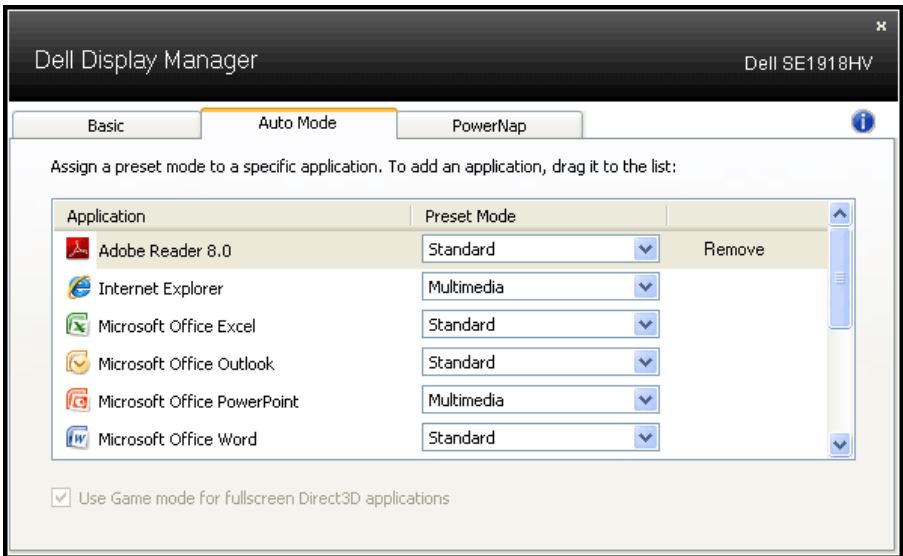 Dell Display Manager
Dell SE1918HV
Basic
Auto Mode
PowerNap
Assign a preset mode to a specific application. To add an application, drag it to the list:
Application Preset Mode
Adobe Reader 8.0 Standard Remove
Internet Explorer Multimedia
Microsoft Office Excel Standard
Microsoft Office Outlook Standard
Microsoft Office PowerPoint Multimedia
Microsoft Office Word Standard
Use Game mode for fullscreen Direct3D applications